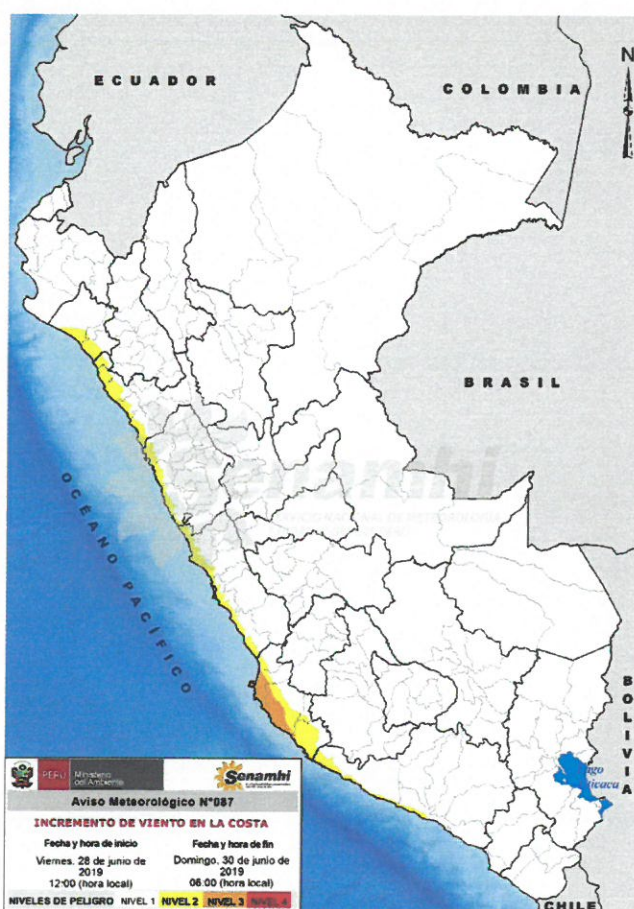 ECUADOR
COLOMBIA
N
BRASIL
Senamhi
OCÉANO PACÍFICO
BOLIVIA
PERÚ
Ministerio
del Ambiente
Senamhi
Aviso Meteorológico N°087
INCREMENTO DE VIENTO EN LA COSTA
Fecha y hora de inicio
Viernes, 28 de junio de
2019
12:00 (hora local)
Fecha y hora de fin
Domingo, 30 de junio de
2019
06:00 (hora local)
NIVELES DE PELIGRO NIVEL 1 NIVEL 2 NIVEL 3 NIVEL 4
CHILE